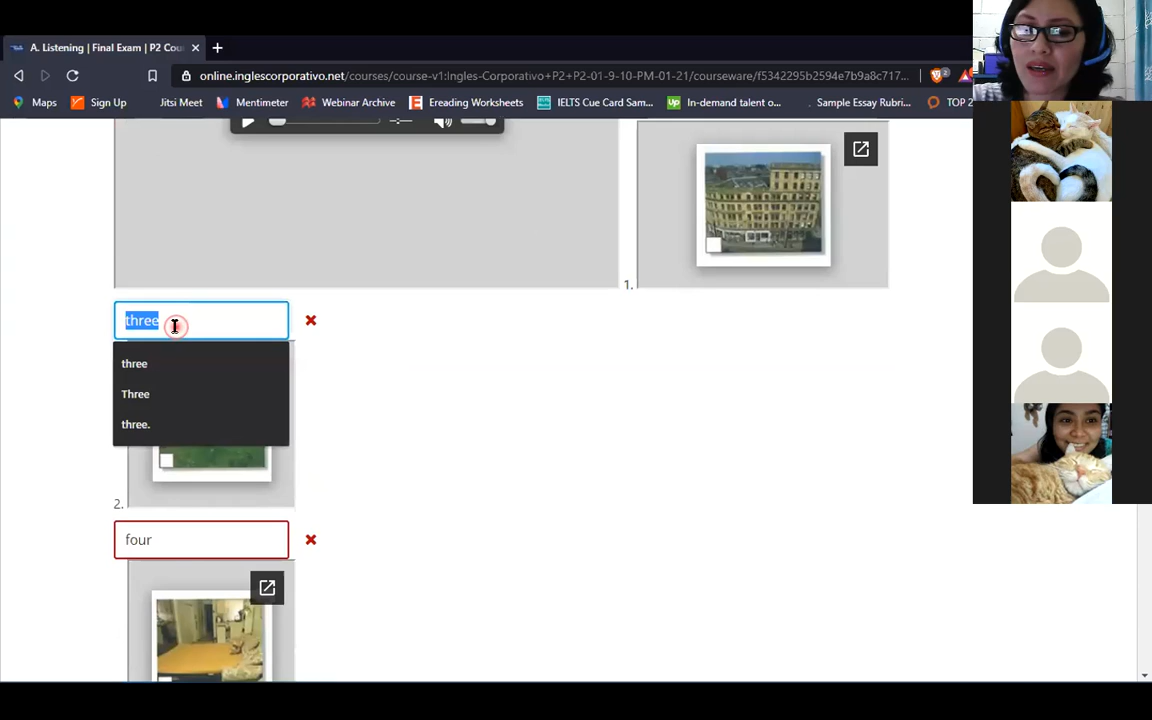 A. Listening | Final Exam | P2 Cou
online.inglescorporativo.net/courses/course-v1:Ingles-Corporativo+P2+P2-01-9-10-PM-01-21/courseware/f5342295b2594e7b9a8c717...
2
Maps Sign Up Jitsi Meet Mentimeter Webinar Archive Ereading Worksheets IELTS Cue Card Sam... In-demand talent o... Sample Essay Rubri... TOP 2
1.
three
three
Three
three.
2.
four